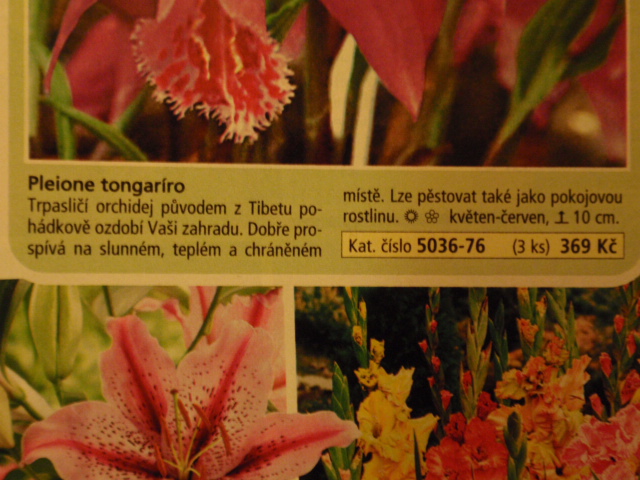 Pleione tongaríro
Trpasličí orchidej původem z Tibetu po-
hádkově ozdobí Vaši zahradu. Dobře pro-
spívá na slunném, teplém a chráněném
místě. Lze pěstovat také jako pokojovou
rostlinu. květen-červen, 10 cm.
Kat. číslo 5036-76 (3 ks) 369 Kč